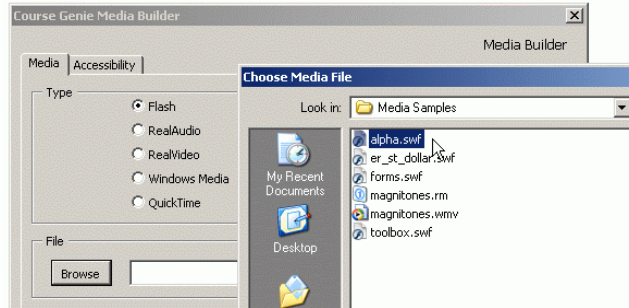 Course Genie Media Builder
Media Builder
Media Accessibility
Type
Flash
RealAudio
RealVideo
Windows Media
QuickTime
File
Browse
Choose Media File
Look in: Media Samples
My Recent
Documents
Desktop
alpha.swf
er_st_dollar.swf
forms.swf
magnitones.rm
magnitones.wmv
toolbox.swf